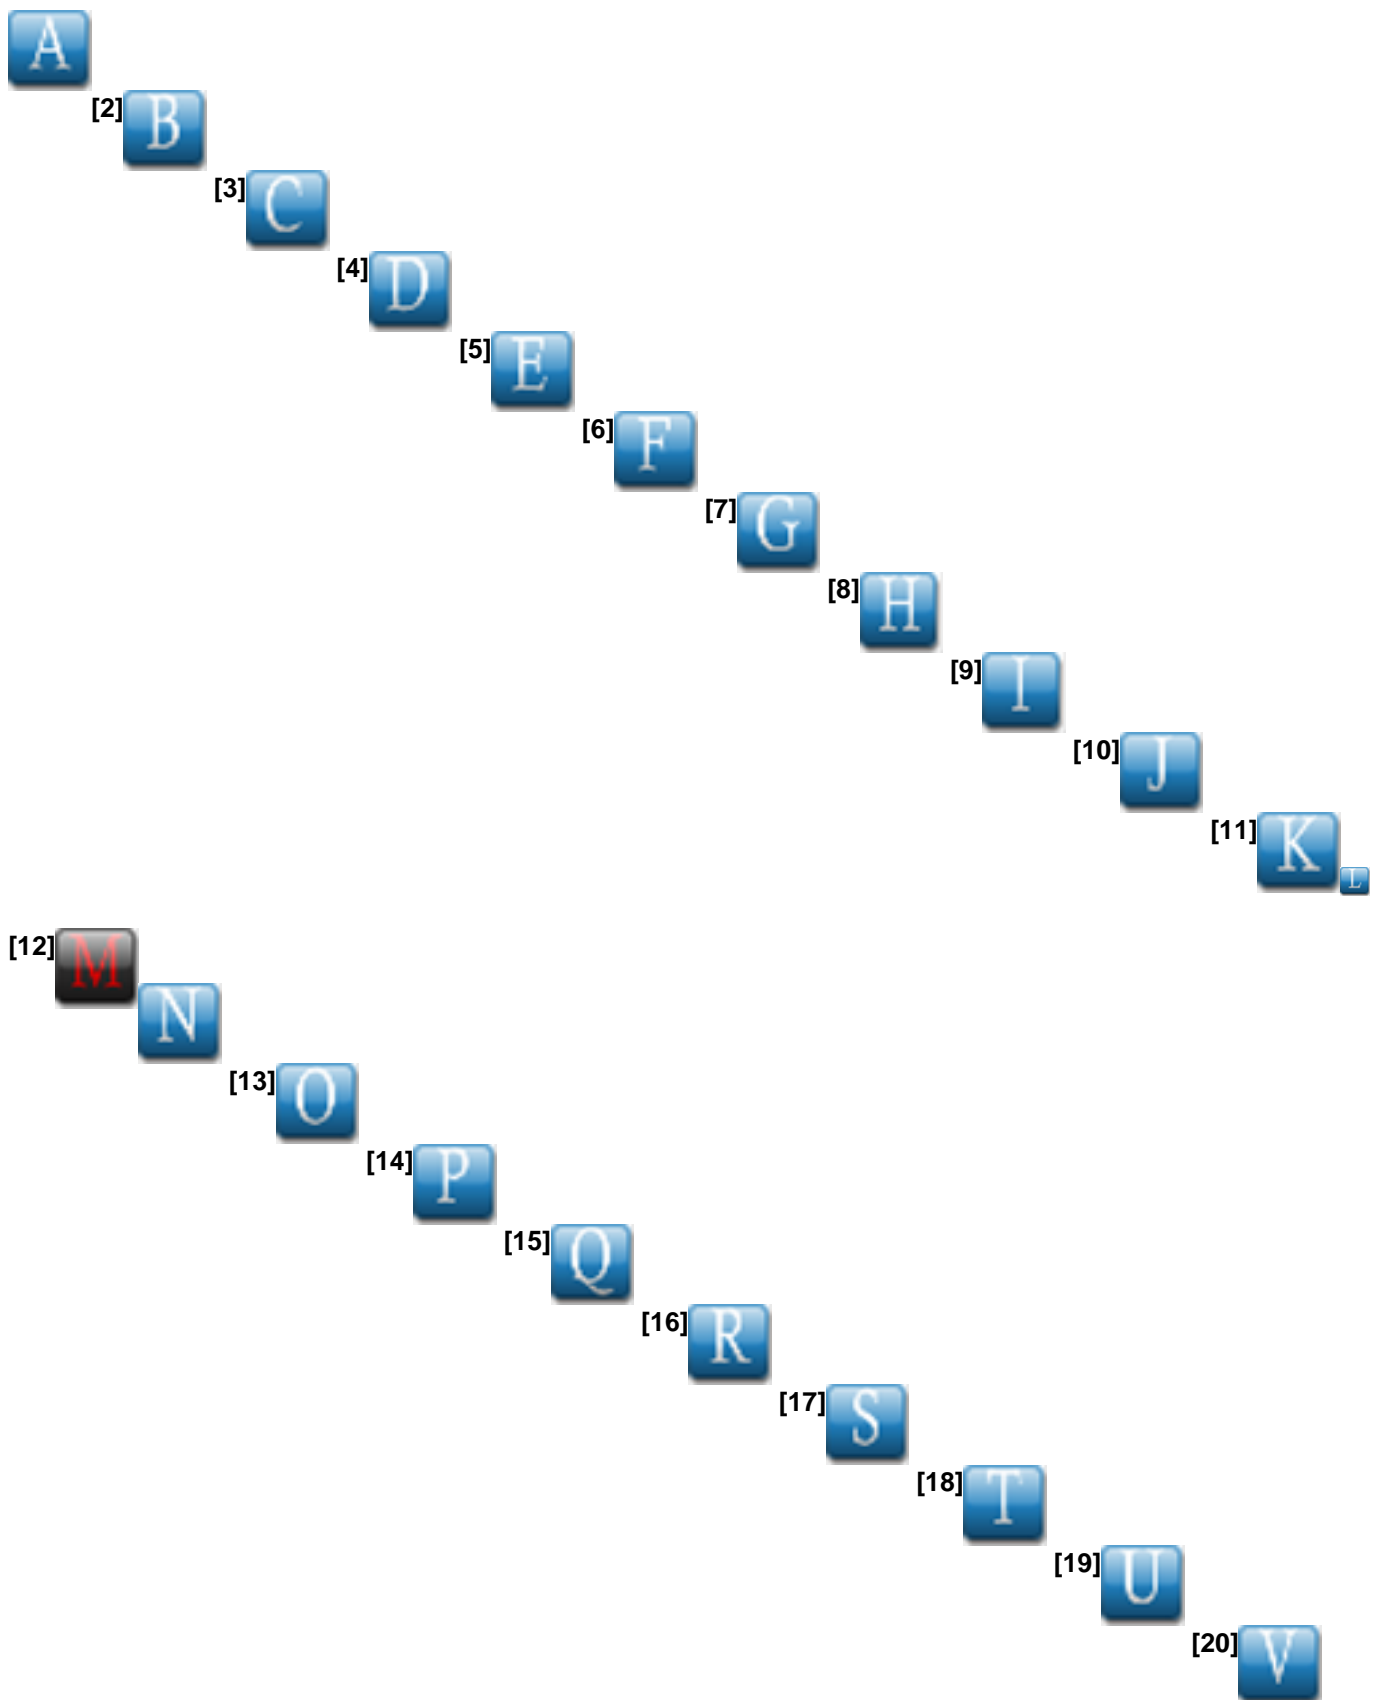 A
[2] B
[3] C
[4] D
[5] E
[6] F
[7] G
[8] H
[9] I
[10] J
[11] K L
[12] M
N
[13] O
[14] P
[15] Q
[16] R
[17] S
[18] T
[19] U
[20] V